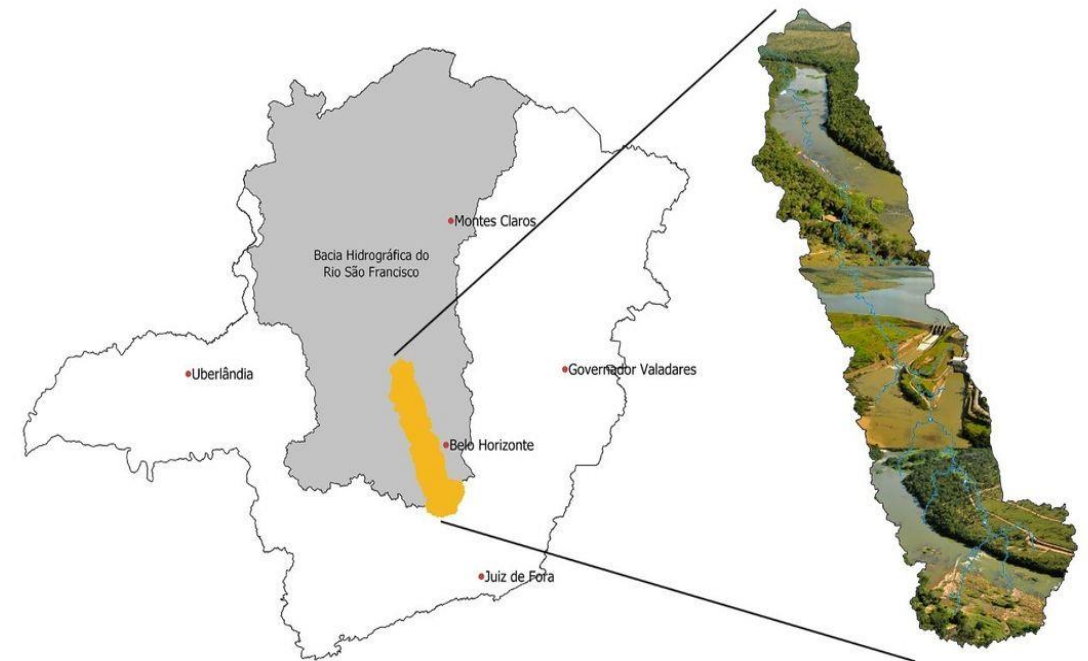 Montes Claros
Bacia Hidrográfica do
Rio São Francisco
Uberlândia
Governador Valadares
Belo Horizonte
Juiz de Fora